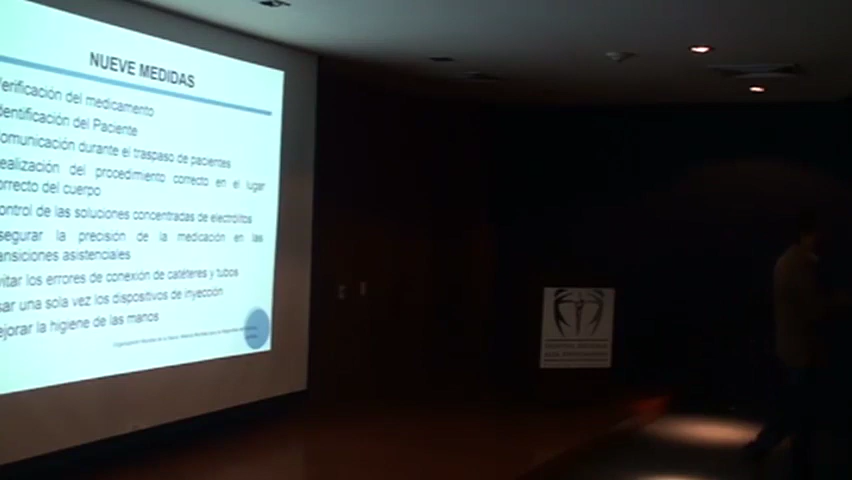 NUEVE MEDIDAS
erificación del medicamento
dentificación del Paciente
omunicación durante el traspaso de pacientes
ealización del procedimiento correcto en el lugar
orrecto del cuerpo
ontrol de las soluciones concentradas de electrólitos
segurar la precisión de la medicación en las
ansiciones asistenciales
vitar los errores de conexión de catéteres y tubos
sar una sola vez los dispositivos de inyección
ejorar la higiene de las manos